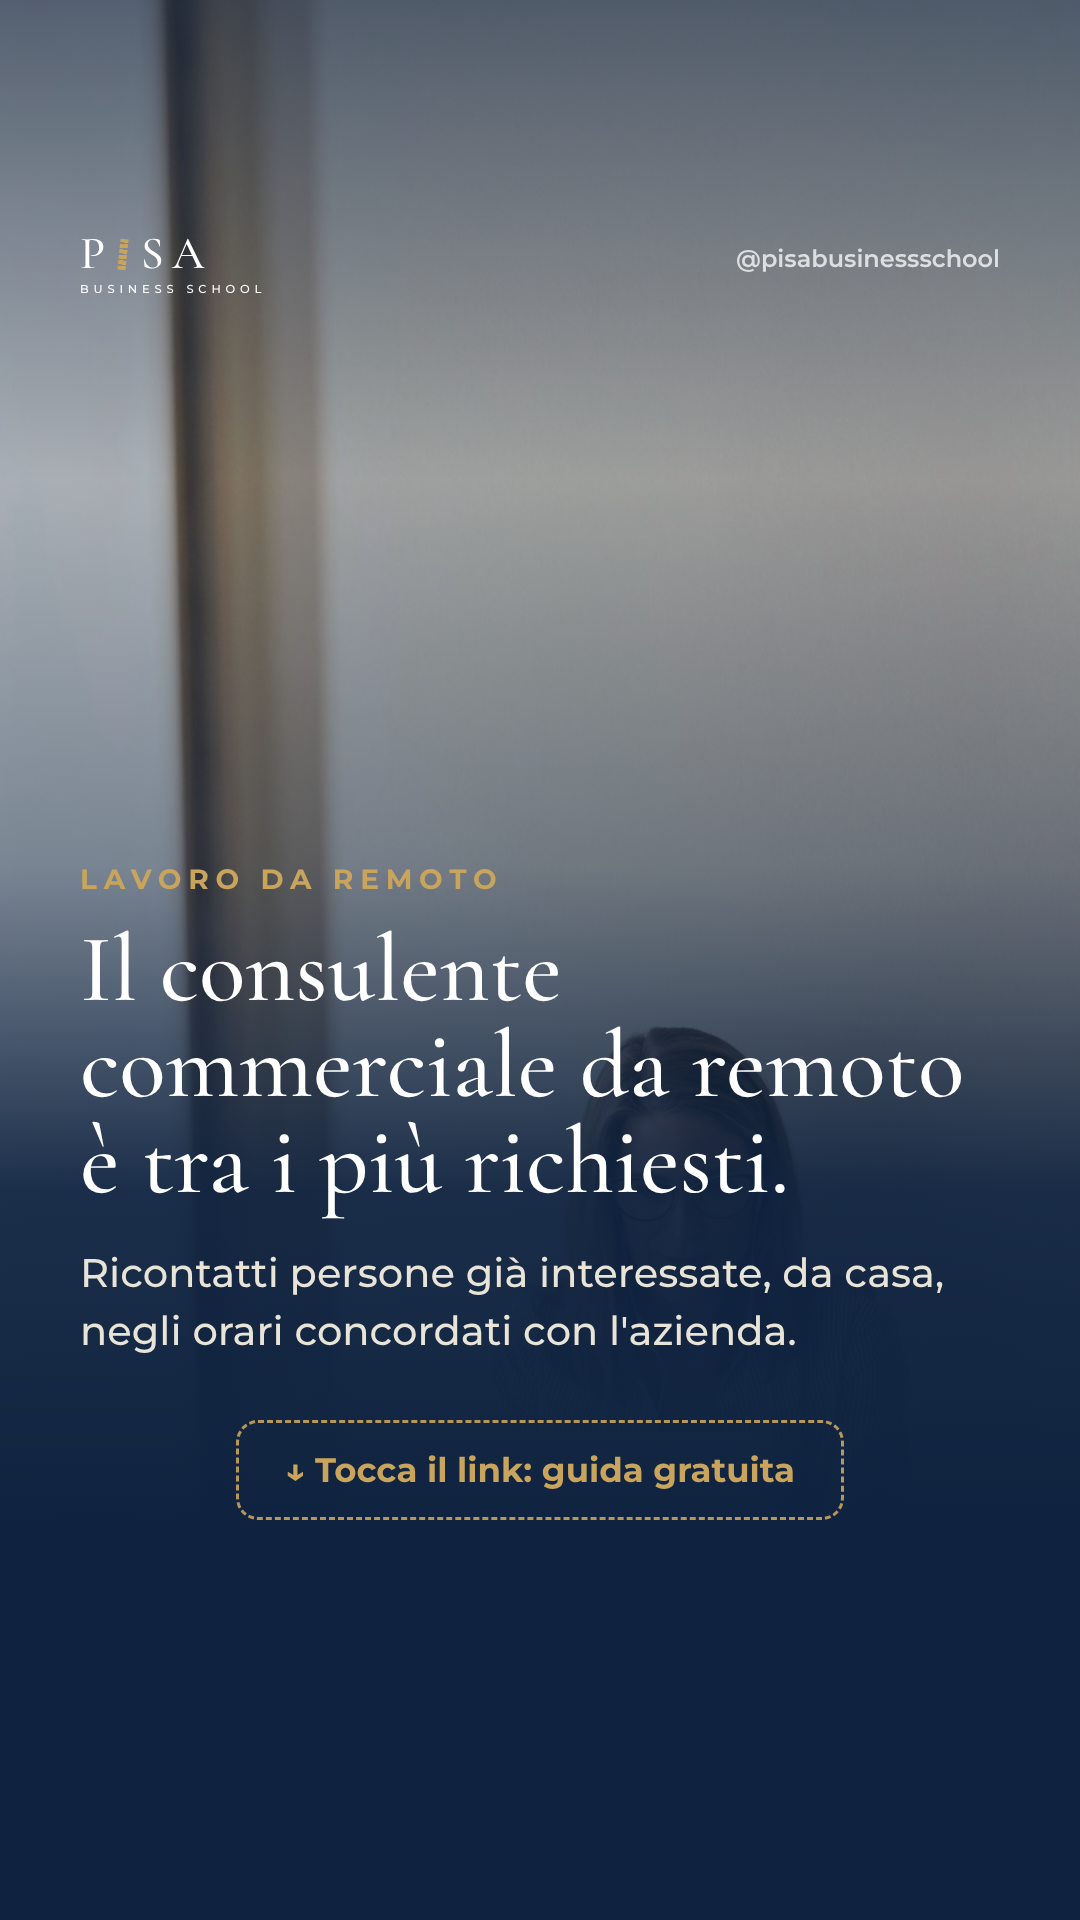 PISA
BUSINESS SCHOOL
@pisabusinessschool
LAVORO DA REMOTO
Il consulente
commerciale da remoto
è tra i più richiesti.
Ricontatti persone già interessate, da casa,
negli orari concordati con l'azienda.
↓ Tocca il link: guida gratuita